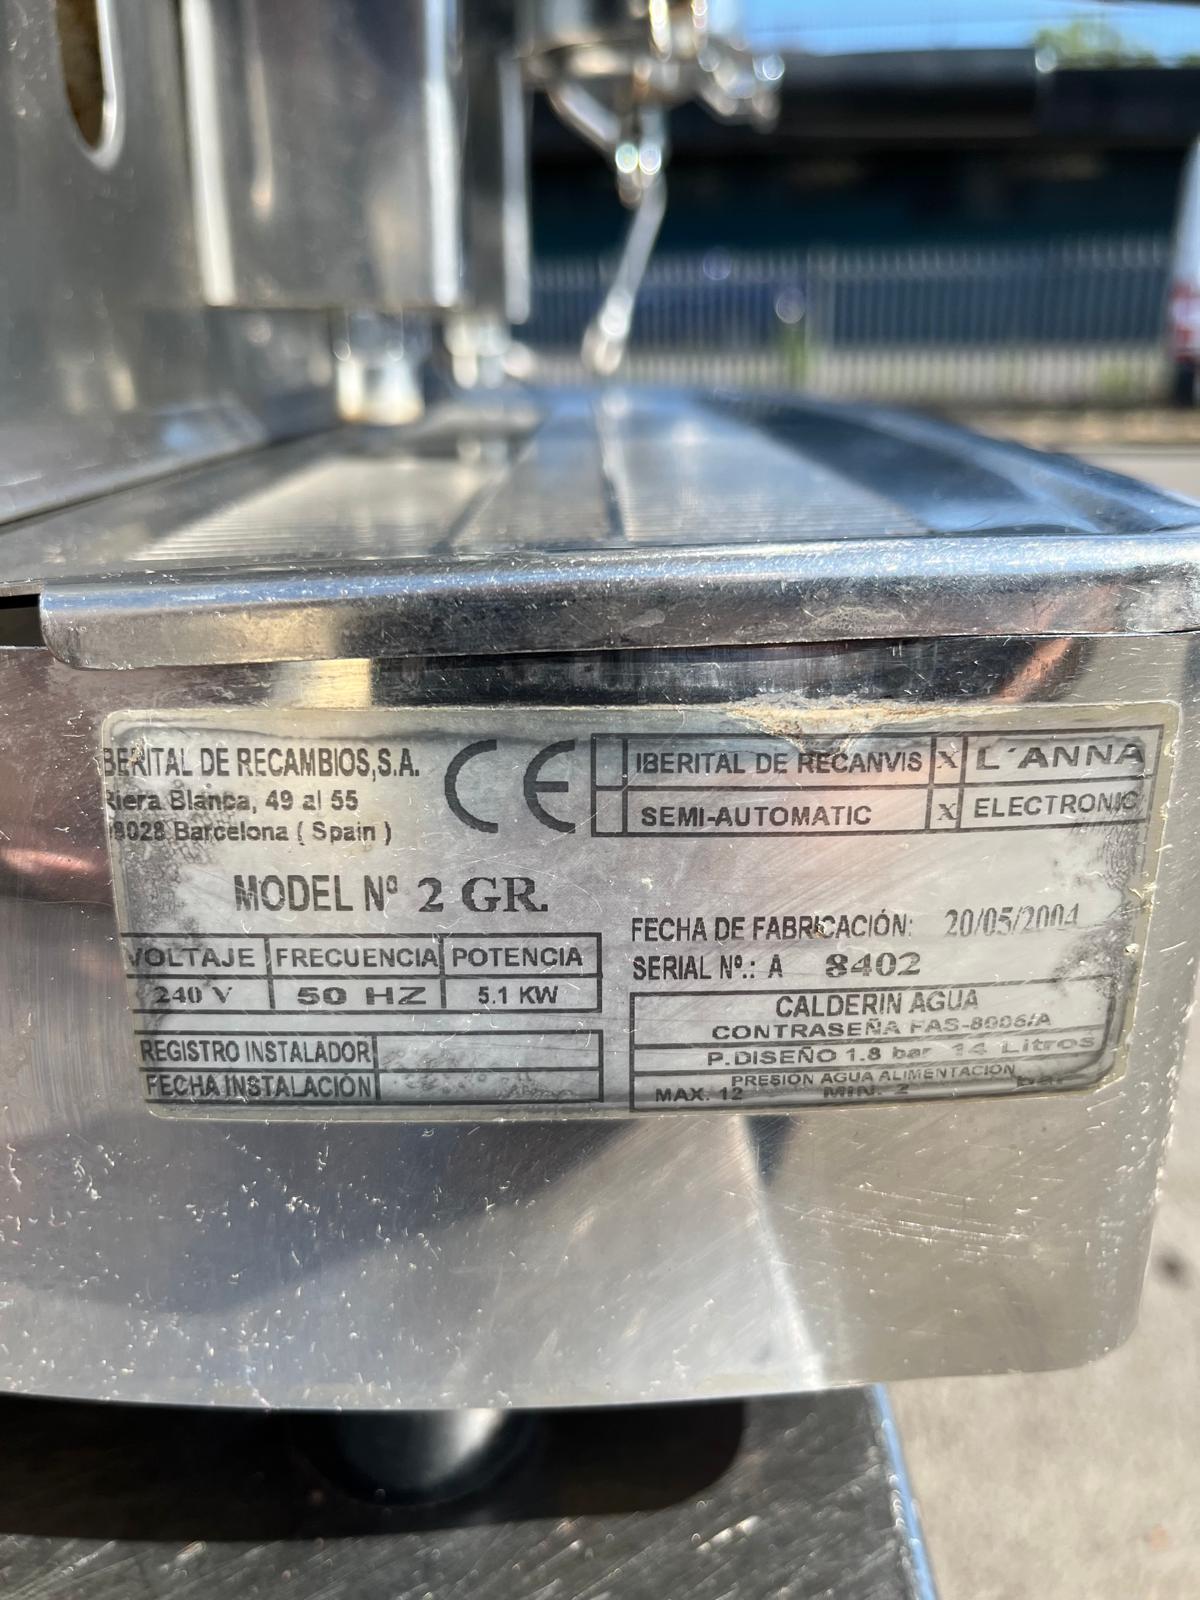 BERITAL DE RECAMBIOS,S.A.
Riera Blanca, 49 al 55
8028 Barcelona ( Spain )
CE
IBERITAL DE RECANVIS X L´ANNA
SEMI-AUTOMATIC X ELECTRONIC
MODEL Nº 2 GR.
VOLTAJE FRECUENCIA POTENCIA
240 V 50 HZ 5.1 KW
REGISTRO INSTALADOR
FECHA INSTALACIÓN
FECHA DE FABRICACIÓN: 20/05/2004
SERIAL Nº.: A 8402
CALDERIN AGUA
CONTRASEÑA FAS-8006/A
P.DISEÑO 1.8 bar 14 Litros
PRESION AGUA ALIMENTACION
MAX. 12 MIN. 2 bar